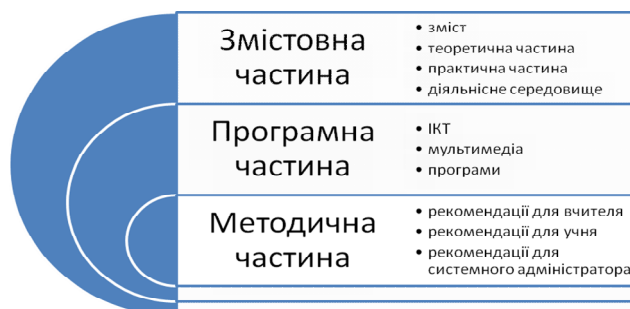 Змістовна
частина
• зміст
• теоретична частина
• практична частина
• діяльнісне середовище
Програмна
частина
• ІКТ
• мультимедіа
• програми
Методична
частина
• рекомендації для вчителя
• рекомендації для учня
• рекомендації для
системного адміністратора